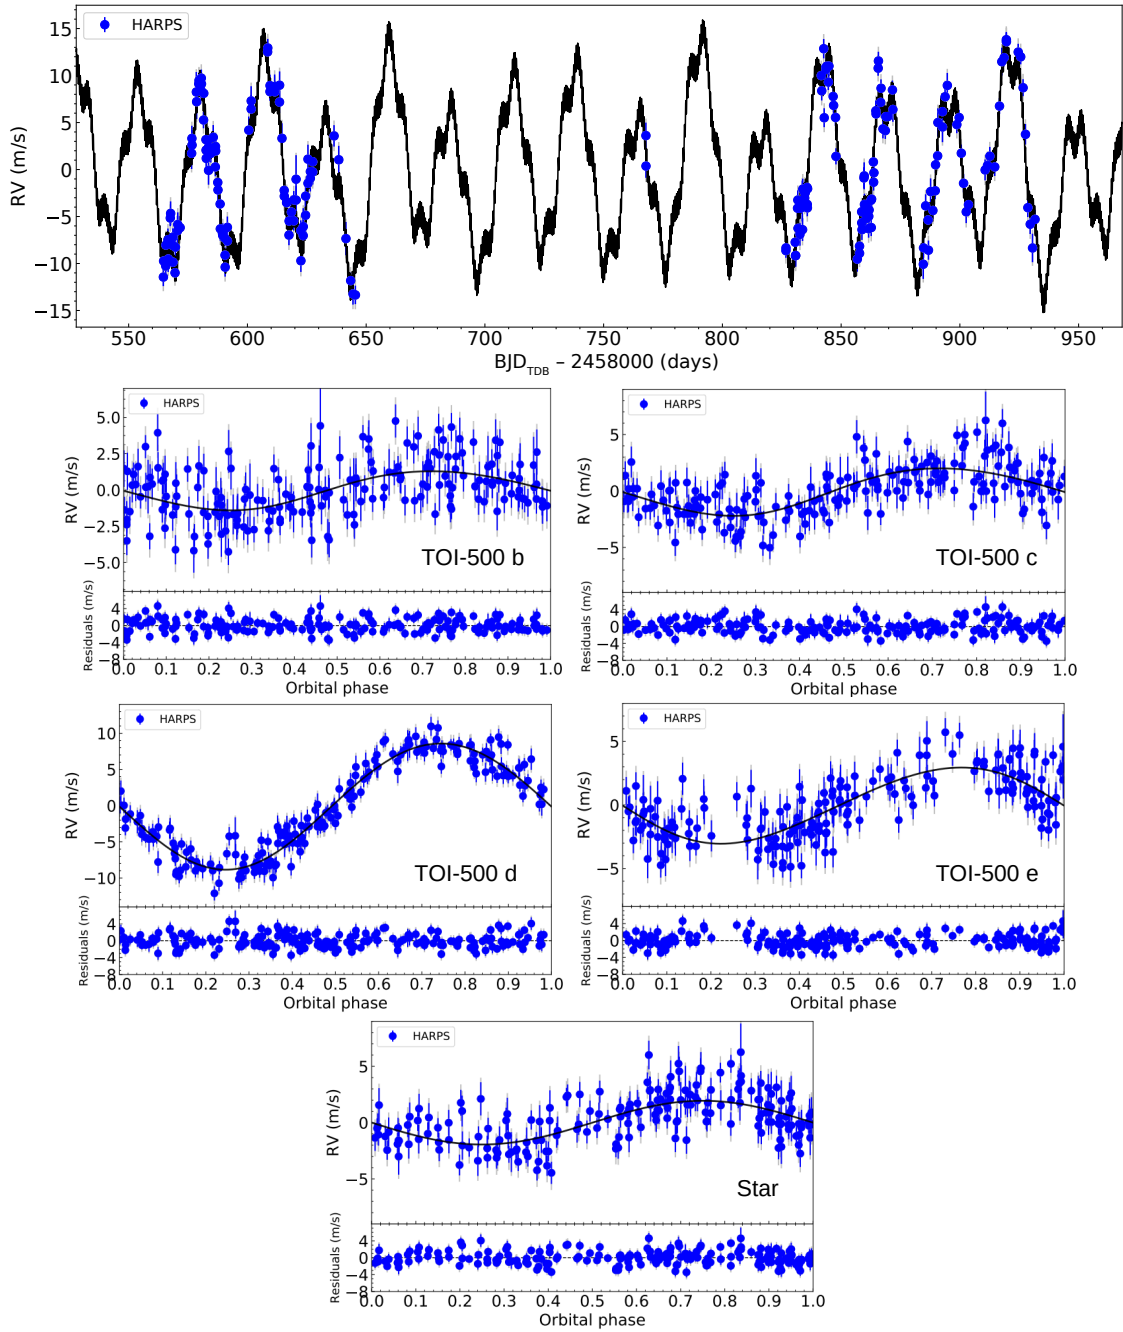 15
10
5
0
−5
−10
−15
RV (m/s)
HARPS
550
600
650
700
750
800
850
900
950
BJD_TDB – 2458000 (days)
5.0
2.5
0.0
−2.5
−5.0
RV (m/s)
HARPS
TOI-500 b
4
0
−4
−8
Residuals (m/s)
0.0 0.1 0.2 0.3 0.4 0.5 0.6 0.7 0.8 0.9 1.0
Orbital phase
5
0
−5
RV (m/s)
HARPS
TOI-500 c
4
0
−4
−8
Residuals (m/s)
0.0 0.1 0.2 0.3 0.4 0.5 0.6 0.7 0.8 0.9 1.0
Orbital phase
10
5
0
−5
−10
RV (m/s)
HARPS
TOI-500 d
4
0
−4
−8
Residuals (m/s)
0.0 0.1 0.2 0.3 0.4 0.5 0.6 0.7 0.8 0.9 1.0
Orbital phase
5
0
−5
RV (m/s)
HARPS
TOI-500 e
4
0
−4
−8
Residuals (m/s)
0.0 0.1 0.2 0.3 0.4 0.5 0.6 0.7 0.8 0.9 1.0
Orbital phase
5
0
−5
RV (m/s)
HARPS
Star
4
0
−4
−8
Residuals (m/s)
0.0 0.1 0.2 0.3 0.4 0.5 0.6 0.7 0.8 0.9 1.0
Orbital phase